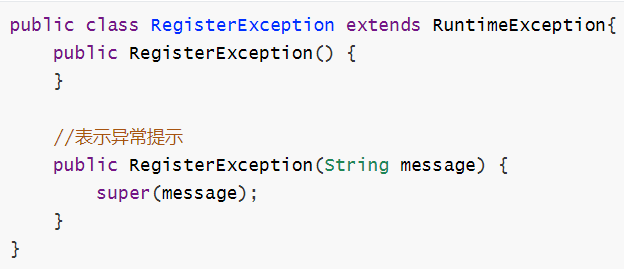 public class RegisterException extends RuntimeException{
    public RegisterException() {
    }

    //表示异常提示
    public RegisterException(String message) {
        super(message);
    }
}